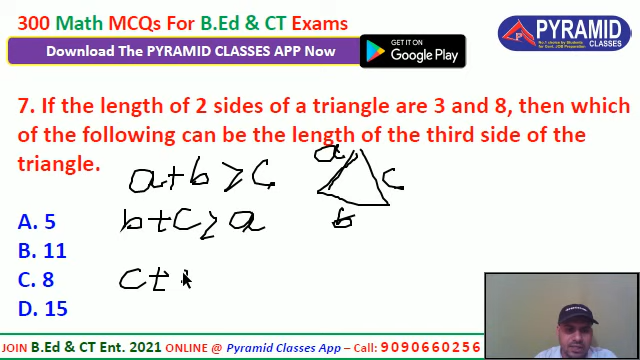 300 Math MCQs For B.Ed & CT Exams
Download The PYRAMID CLASSES APP Now
GET IT ON
Google Play
PYRAMID
CLASSES
7. If the length of 2 sides of a triangle are 3 and 8, then which
of the following can be the length of the third side of the
triangle.
a+b>c
a
c
b
b+c>a
c+
A. 5
B. 11
C. 8
D. 15
JOIN B.Ed & CT Ent. 2021 ONLINE @ Pyramid Classes App – Call: 9090660256